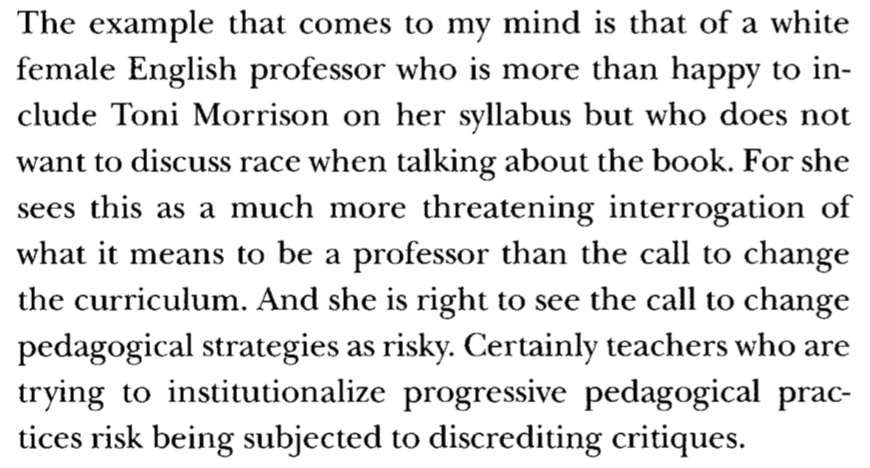 The example that comes to my mind is that of a white
female English professor who is more than happy to in-
clude Toni Morrison on her syllabus but who does not
want to discuss race when talking about the book. For she
sees this as a much more threatening interrogation of
what it means to be a professor than the call to change
the curriculum. And she is right to see the call to change
pedagogical strategies as risky. Certainly teachers who are
trying to institutionalize progressive pedagogical prac-
tices risk being subjected to discrediting critiques.